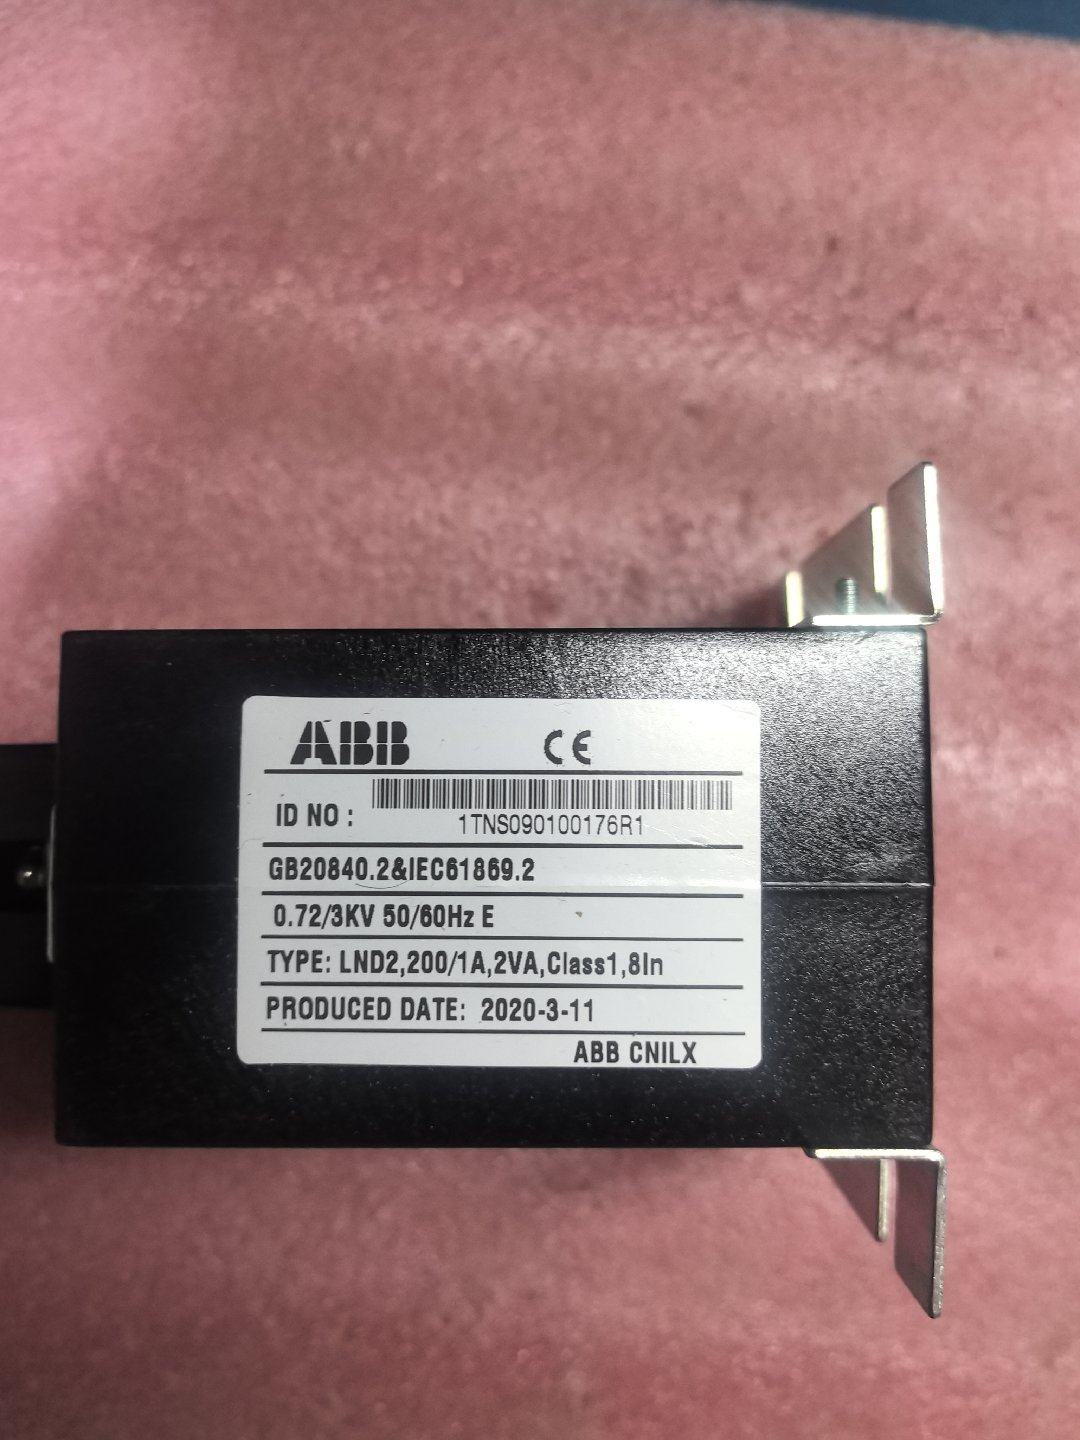 ABB CE
ID NO : 1TNS090100176R1
GB20840.2&IEC61869.2
0.72/3KV 50/60Hz E
TYPE: LND2,200/1A,2VA,Class1,8In
PRODUCED DATE: 2020-3-11
ABB CNILX